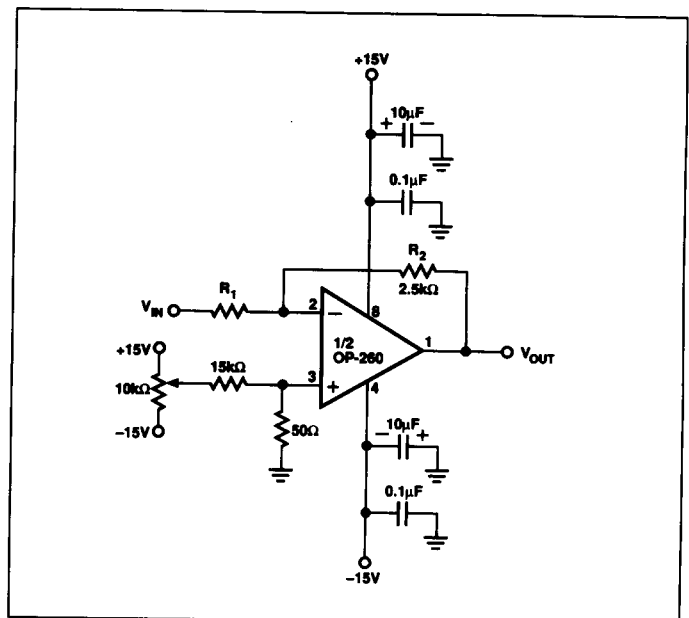 +15V
+ 10µF −
0.1µF
R2
2.5kΩ
R1
VIN
2 −
8
1/2
OP-260
1
VOUT
+15V
15kΩ
3 +
4
10kΩ
50Ω
−15V
− 10µF +
0.1µF
−15V